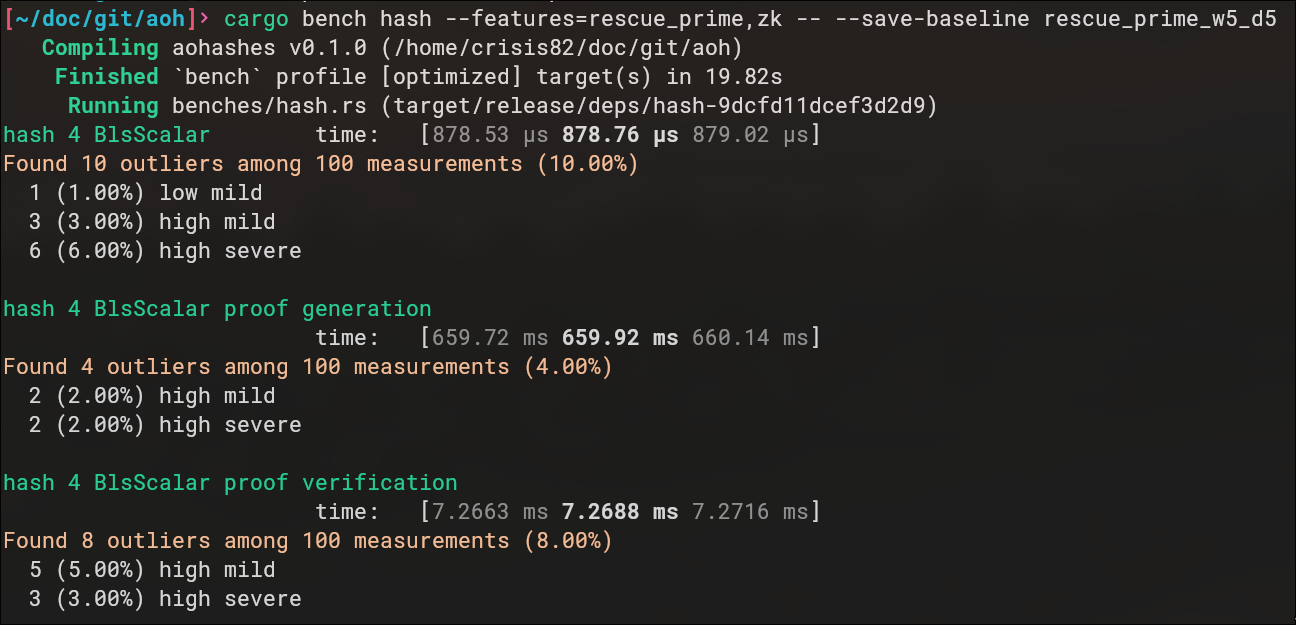 [~/doc/git/aoh]› cargo bench hash --features=rescue_prime,zk -- --save-baseline rescue_prime_w5_d5
Compiling aohashes v0.1.0 (/home/crisis82/doc/git/aoh)
Finished `bench` profile [optimized] target(s) in 19.82s
Running benches/hash.rs (target/release/deps/hash-9dcfd11dcef3d2d9)
hash 4 BlsScalar time: [878.53 µs 878.76 µs 879.02 µs]
Found 10 outliers among 100 measurements (10.00%)
1 (1.00%) low mild
3 (3.00%) high mild
6 (6.00%) high severe
hash 4 BlsScalar proof generation
time: [659.72 ms 659.92 ms 660.14 ms]
Found 4 outliers among 100 measurements (4.00%)
2 (2.00%) high mild
2 (2.00%) high severe
hash 4 BlsScalar proof verification
time: [7.2663 ms 7.2688 ms 7.2716 ms]
Found 8 outliers among 100 measurements (8.00%)
5 (5.00%) high mild
3 (3.00%) high severe